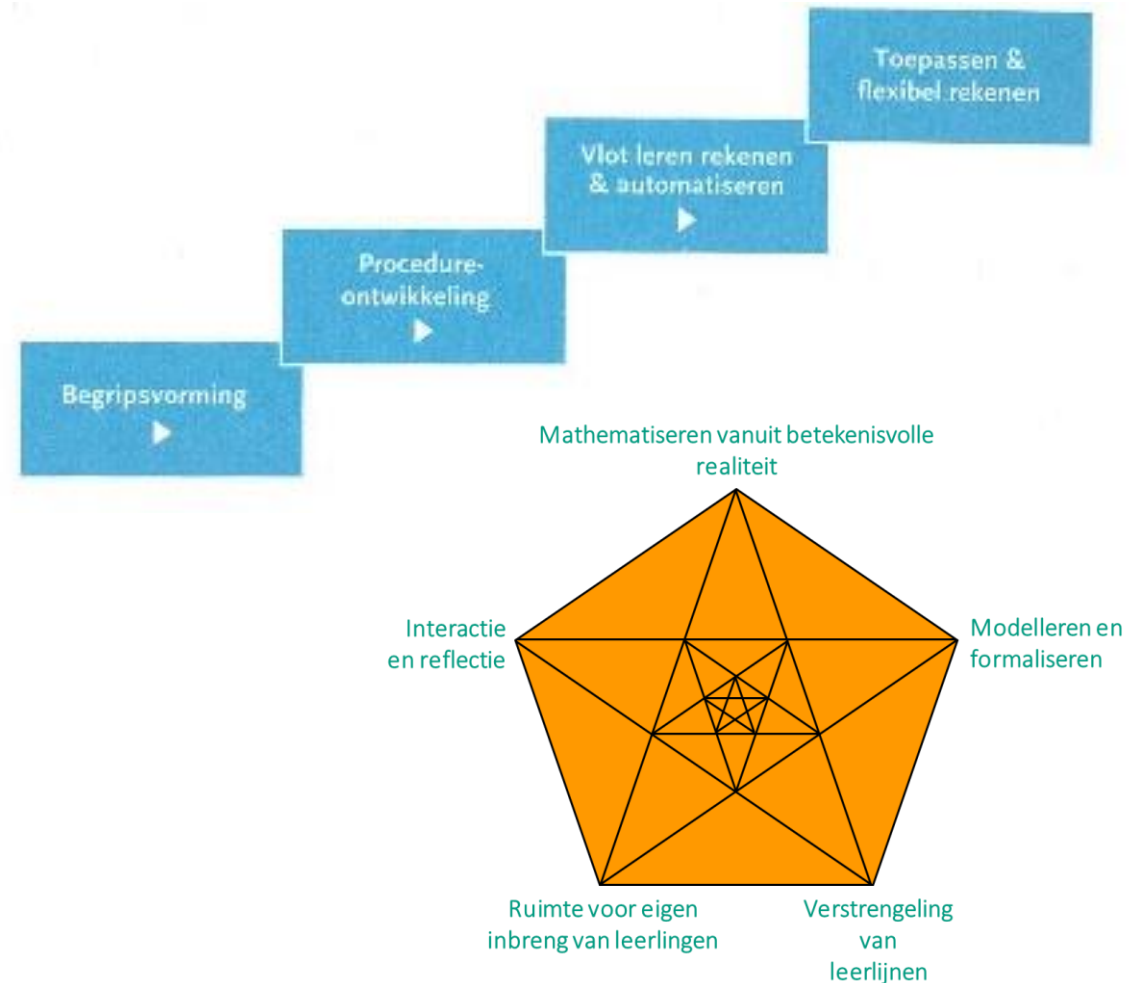 Toepassen &
flexibel rekenen
Vlot leren rekenen
& automatiseren
Procedure-
ontwikkeling
Begripsvorming
Mathematiseren vanuit betekenisvolle
realiteit
Interactie
en reflectie
Modelleren en
formaliseren
Ruimte voor eigen
inbreng van leerlingen
Verstrengeling
van
leerlijnen